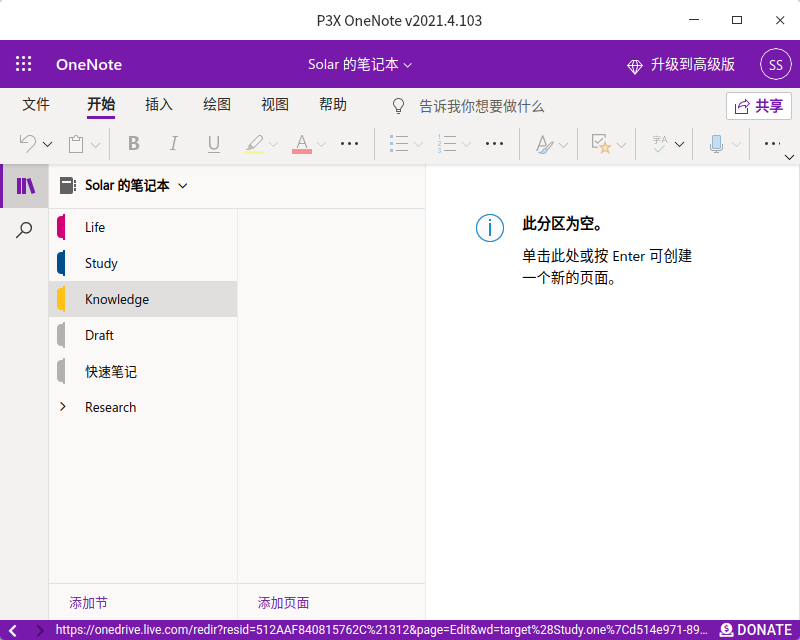 P3X OneNote v2021.4.103
OneNote
Solar 的笔记本
升级到高级版
SS
文件 开始 插入 绘图 视图 帮助 告诉我你想要做什么 共享
B I U A 字A
Solar 的笔记本
此分区为空。
单击此处或按 Enter 可创建
一个新的页面。
Life
Study
Knowledge
Draft
快速笔记
Research
添加节 添加页面
https://onedrive.live.com/redir?resid=512AAF840815762C%21312&page=Edit&wd=target%28Study.one%7Cd514e971-89... DONATE